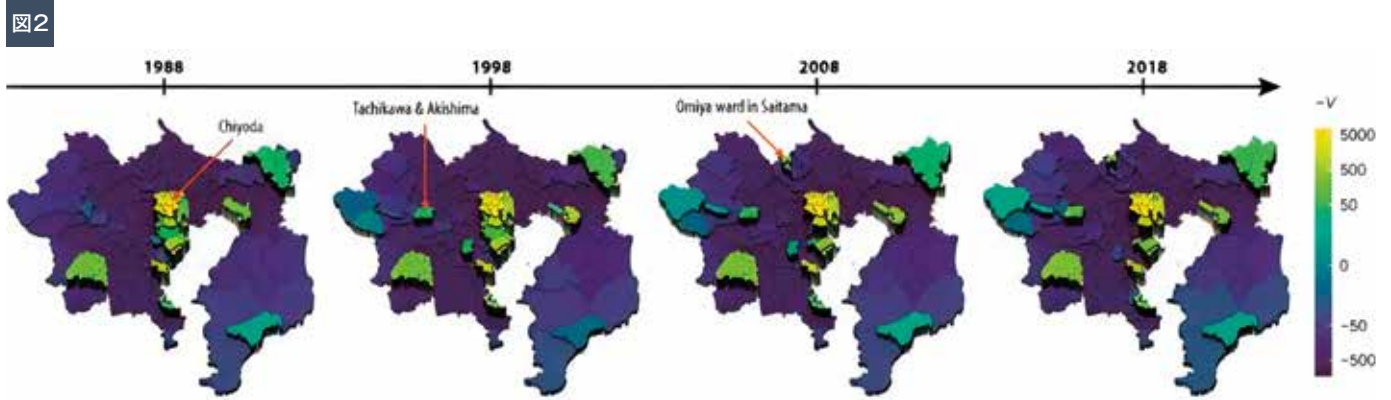 図2
1988
1998
2008
2018
Chiyoda
Tachikawa & Akishima
Omiya ward in Saitama
−V
5000
500
50
0
−50
−500